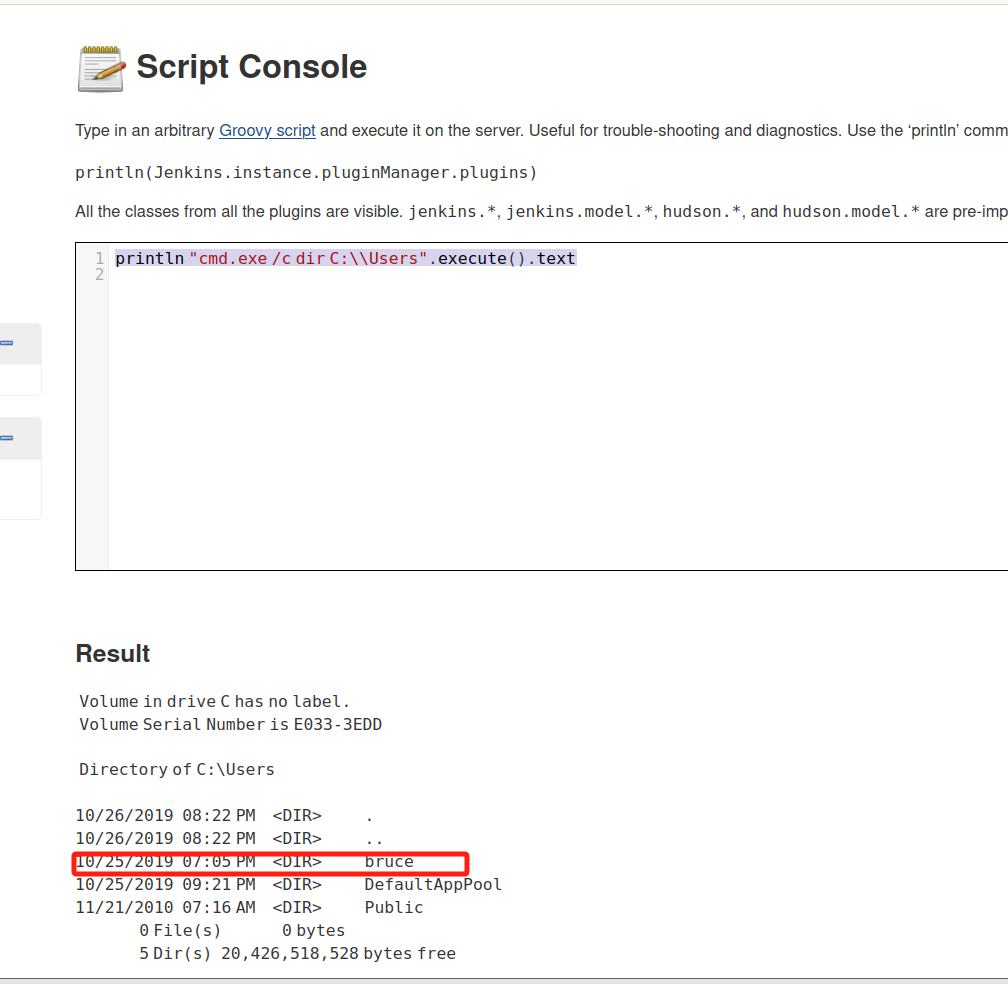 Script Console
Type in an arbitrary Groovy script and execute it on the server. Useful for trouble-shooting and diagnostics. Use the ‘println’ comm
println(Jenkins.instance.pluginManager.plugins)
All the classes from all the plugins are visible. jenkins.*, jenkins.model.*, hudson.*, and hudson.model.* are pre-imp
1 println "cmd.exe /c dir C:\\Users".execute().text
2
Result
Volume in drive C has no label.
Volume Serial Number is E033-3EDD
Directory of C:\Users
10/26/2019 08:22 PM <DIR> .
10/26/2019 08:22 PM <DIR> ..
10/25/2019 07:05 PM <DIR> bruce
10/25/2019 09:21 PM <DIR> DefaultAppPool
11/21/2010 07:16 AM <DIR> Public
0 File(s) 0 bytes
5 Dir(s) 20,426,518,528 bytes free